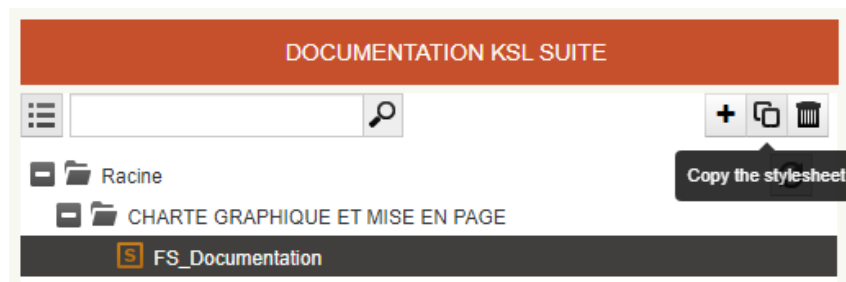 DOCUMENTATION KSL SUITE
Racine
Copy the stylesheet
CHARTE GRAPHIQUE ET MISE EN PAGE
S FS_Documentation